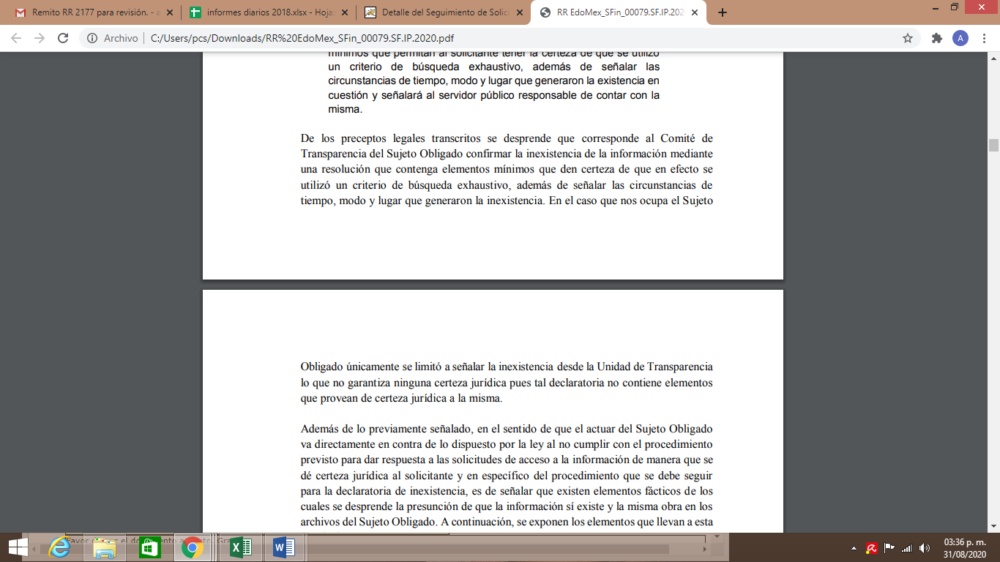 Remito RR 2177 para revisión. - a
informes diarios 2018.xlsx - Hoja
Detalle del Seguimiento de Solici
RR EdoMex_SFin_00079.SF.IP.202
Archivo | C:/Users/pcs/Downloads/RR%20EdoMex_SFin_00079.SF.IP.2020.pdf
A
mínimos que permitan al solicitante tener la certeza de que se utilizó
un criterio de búsqueda exhaustivo, además de señalar las
circunstancias de tiempo, modo y lugar que generaron la existencia en
cuestión y señalará al servidor público responsable de contar con la
misma.
De los preceptos legales transcritos se desprende que corresponde al Comité de
Transparencia del Sujeto Obligado confirmar la inexistencia de la información mediante
una resolución que contenga elementos mínimos que den certeza de que en efecto se
utilizó un criterio de búsqueda exhaustivo, además de señalar las circunstancias de
tiempo, modo y lugar que generaron la inexistencia. En el caso que nos ocupa el Sujeto
Obligado únicamente se limitó a señalar la inexistencia desde la Unidad de Transparencia
lo que no garantiza ninguna certeza jurídica pues tal declaratoria no contiene elementos
que provean de certeza jurídica a la misma.
Además de lo previamente señalado, en el sentido de que el actuar del Sujeto Obligado
va directamente en contra de lo dispuesto por la ley al no cumplir con el procedimiento
previsto para dar respuesta a las solicitudes de acceso a la información de manera que se
dé certeza jurídica al solicitante y en específico del procedimiento que se debe seguir
para la declaratoria de inexistencia, es de señalar que existen elementos fácticos de los
cuales se desprende la presunción de que la información sí existe y la misma obra en los
archivos del Sujeto Obligado. A continuación, se exponen los elementos que llevan a esta
03:36 p. m.
31/08/2020